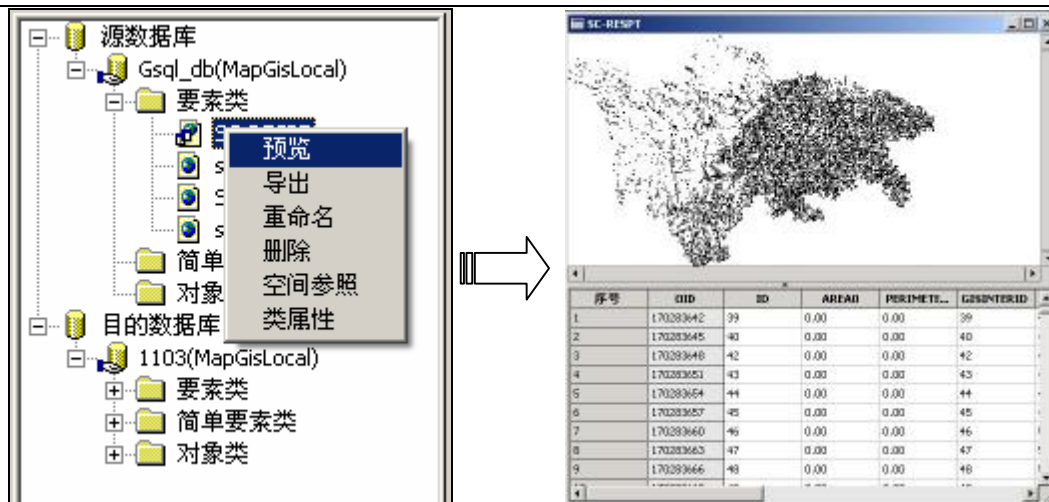 源数据库
Gsql_db(MapGisLocal)
要素类
预览
导出
重命名
删除
空间参照
类属性
简单
对象
目的数据库
1103(MapGisLocal)
要素类
简单要素类
对象类
SC-RESPT
序号 OID ID AREA0 PERIMETE... GISINTERID
1 170283642 39 0.00 0.00 39
2 170283645 40 0.00 0.00 40
3 170283648 42 0.00 0.00 42
4 170283651 43 0.00 0.00 43
5 170283654 44 0.00 0.00 44
6 170283657 45 0.00 0.00 45
7 170283660 46 0.00 0.00 46
8 170283663 47 0.00 0.00 47
9 170283666 48 0.00 0.00 48